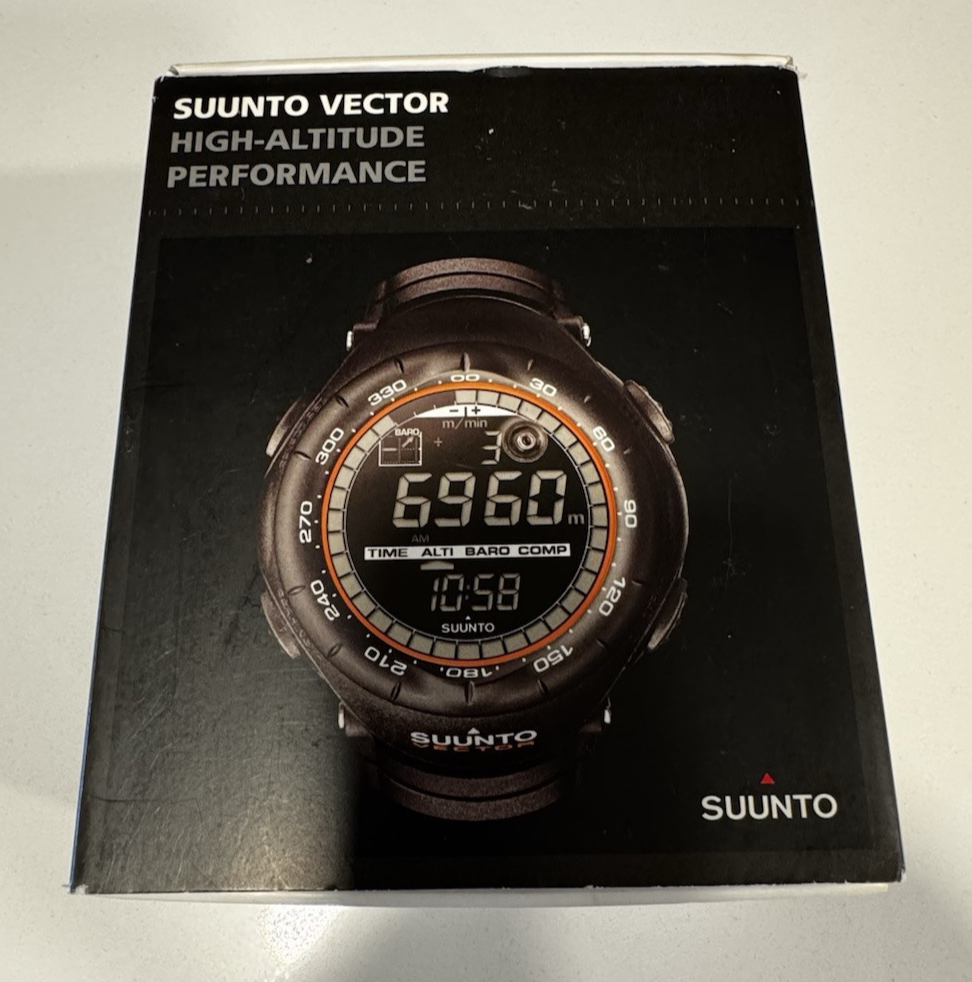 SUUNTO VECTOR
HIGH-ALTITUDE
PERFORMANCE
330 00 30
300 60
270 90
240 120
210 180 150
- +
m/min
BARO
+ 3
6960m
AM
TIME ALTI BARO COMP
10:58
SUUNTO
SUUNTO
VECTOR
SUUNTO